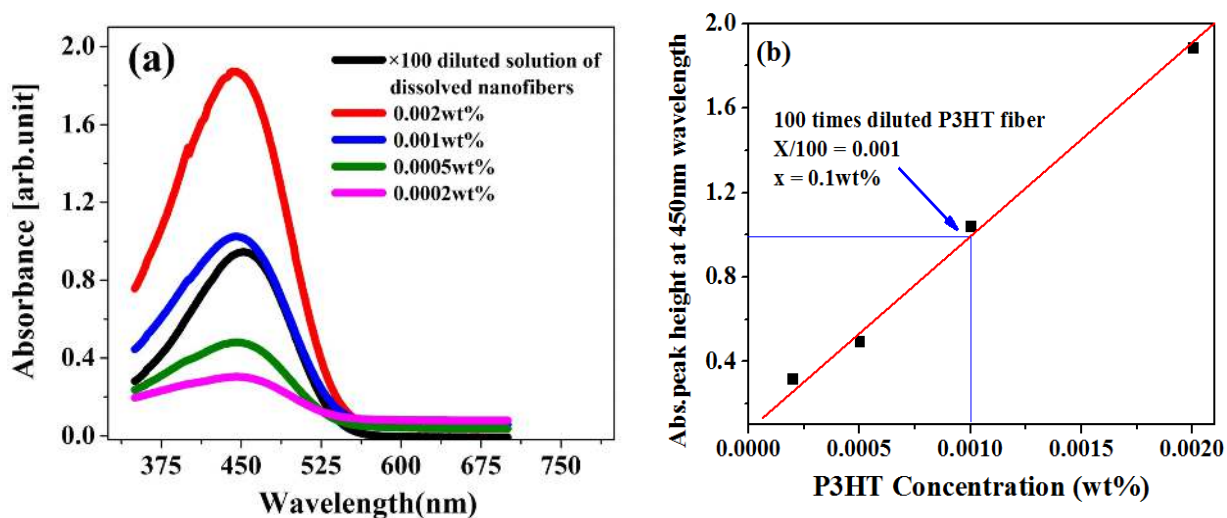 (a)
×100 diluted solution of
dissolved nanofibers
0.002wt%
0.001wt%
0.0005wt%
0.0002wt%
Absorbance [arb.unit]
2.0
1.6
1.2
0.8
0.4
0.0
375 450 525 600 675 750
Wavelength(nm)
(b)
100 times diluted P3HT fiber
X/100 = 0.001
x = 0.1wt%
Abs.peak height at 450nm wavelength
2.0
1.6
1.2
0.8
0.4
0.0000 0.0005 0.0010 0.0015 0.0020
P3HT Concentration (wt%)